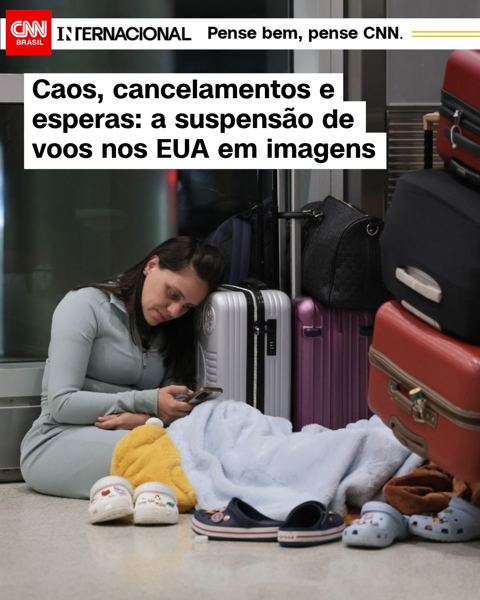 CNN
BRASIL
INTERNACIONAL
Pense bem, pense CNN.
Caos, cancelamentos e
esperas: a suspensão de
voos nos EUA em imagens